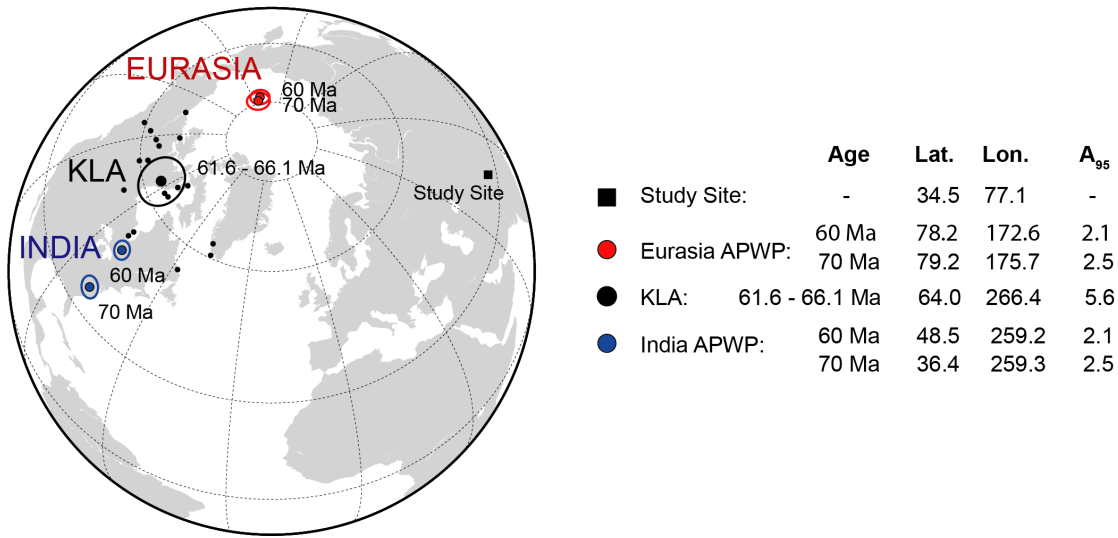 EURASIA
60 Ma
70 Ma
KLA
61.6 - 66.1 Ma
Study Site
INDIA
60 Ma
70 Ma
Age Lat. Lon. A95
Study Site: - 34.5 77.1 -
Eurasia APWP: 60 Ma 78.2 172.6 2.1
70 Ma 79.2 175.7 2.5
KLA: 61.6 - 66.1 Ma 64.0 266.4 5.6
India APWP: 60 Ma 48.5 259.2 2.1
70 Ma 36.4 259.3 2.5